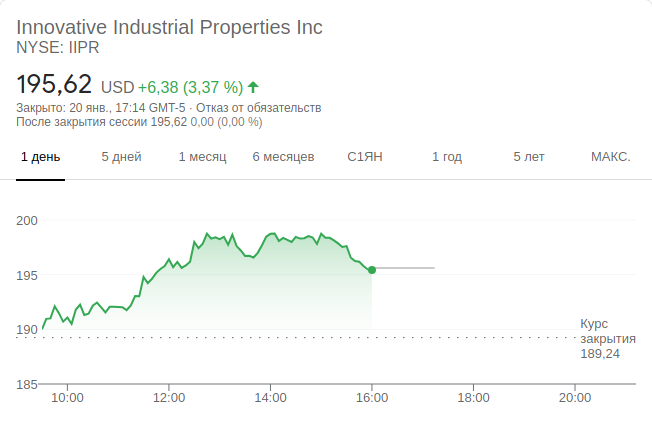 Innovative Industrial Properties Inc
NYSE: IIPR
195,62 USD +6,38 (3,37 %)
Закрыто: 20 янв., 17:14 GMT-5 · Отказ от обязательств
После закрытия сессии 195,62 0,00 (0,00 %)
1 день 5 дней 1 месяц 6 месяцев С1ЯН 1 год 5 лет МАКС.
200
195
190
Курс
закрытия
189,24
185
10:00 12:00 14:00 16:00 18:00 20:00